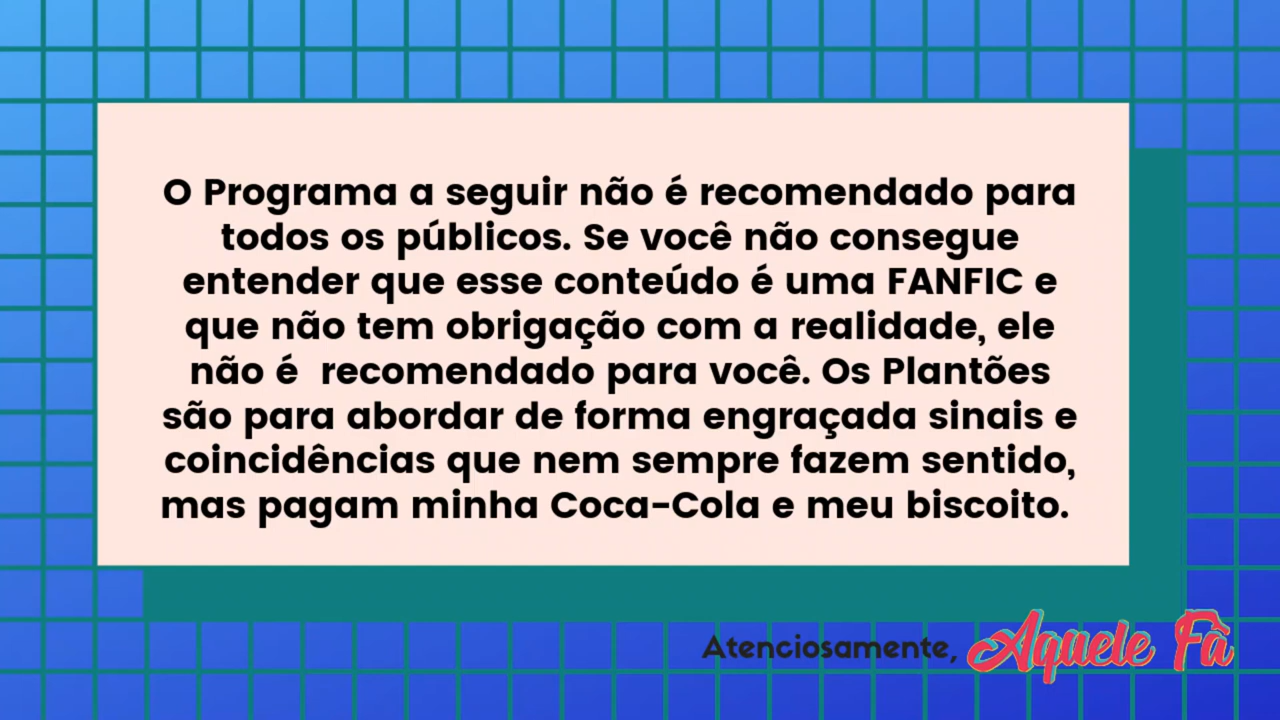 O Programa a seguir não é recomendado para
todos os públicos. Se você não consegue
entender que esse conteúdo é uma FANFIC e
que não tem obrigação com a realidade, ele
não é  recomendado para você. Os Plantões
são para abordar de forma engraçada sinais e
coincidências que nem sempre fazem sentido,
mas pagam minha Coca-Cola e meu biscoito.
Atenciosamente, Aquele Fã